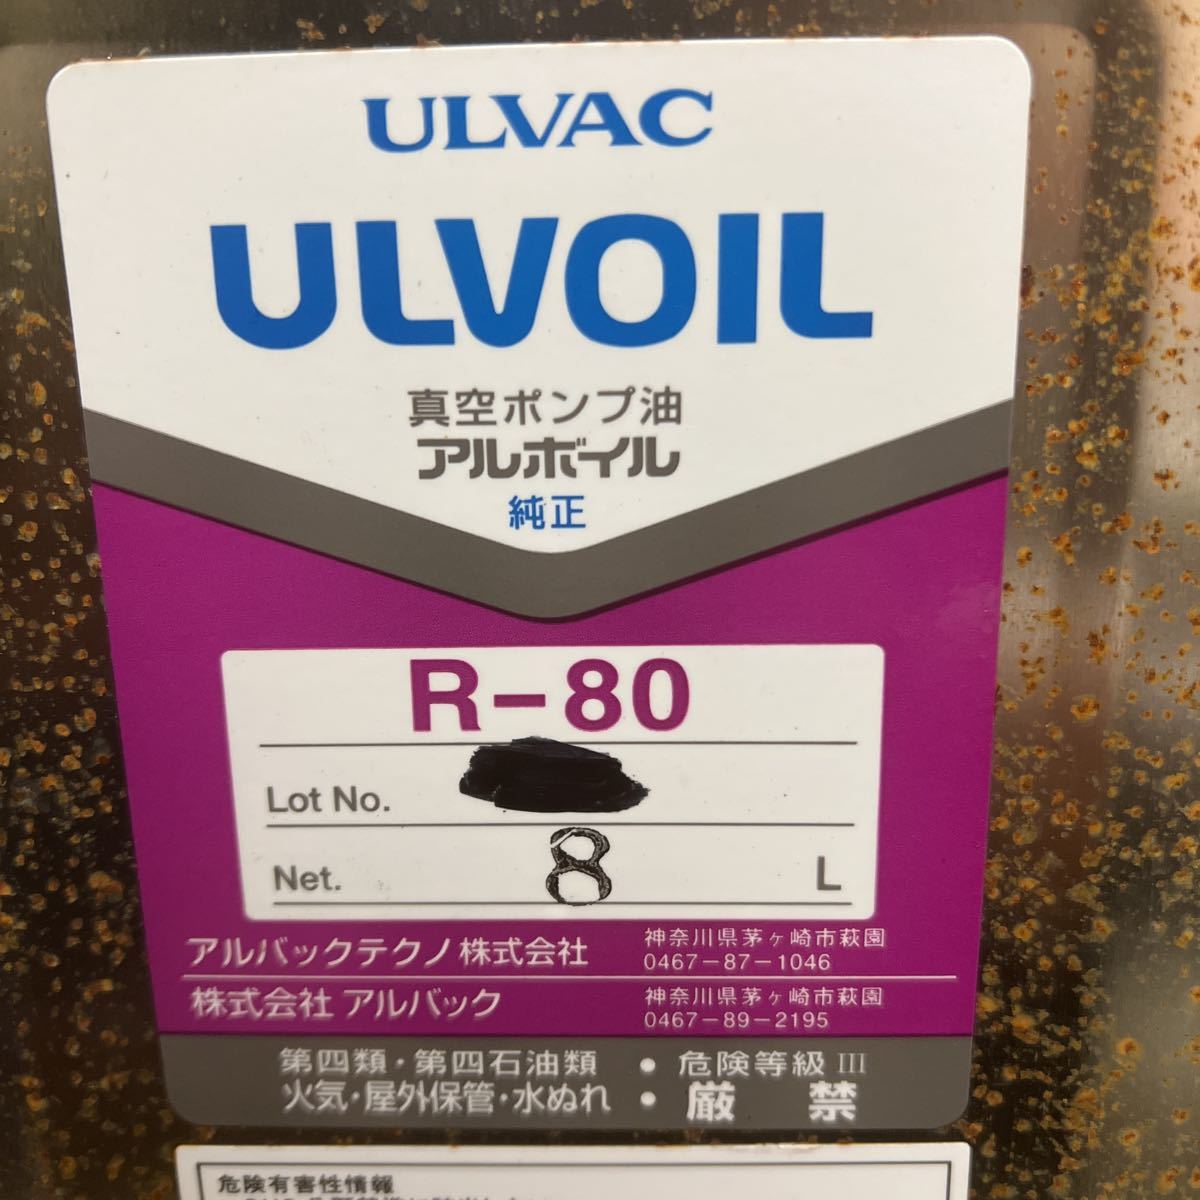 ULVAC
ULVOIL
真空ポンプ油
アルボイル
純正
R-80
Lot No.
Net. 8 L
アルバックテクノ株式会社 神奈川県茅ヶ崎市萩園
0467-87-1046
株式会社 アルバック 神奈川県茅ヶ崎市萩園
0467-89-2195
第四類・第四石油類 • 危険等級 III
火気・屋外保管・水ぬれ • 厳 禁
危険有害性情報